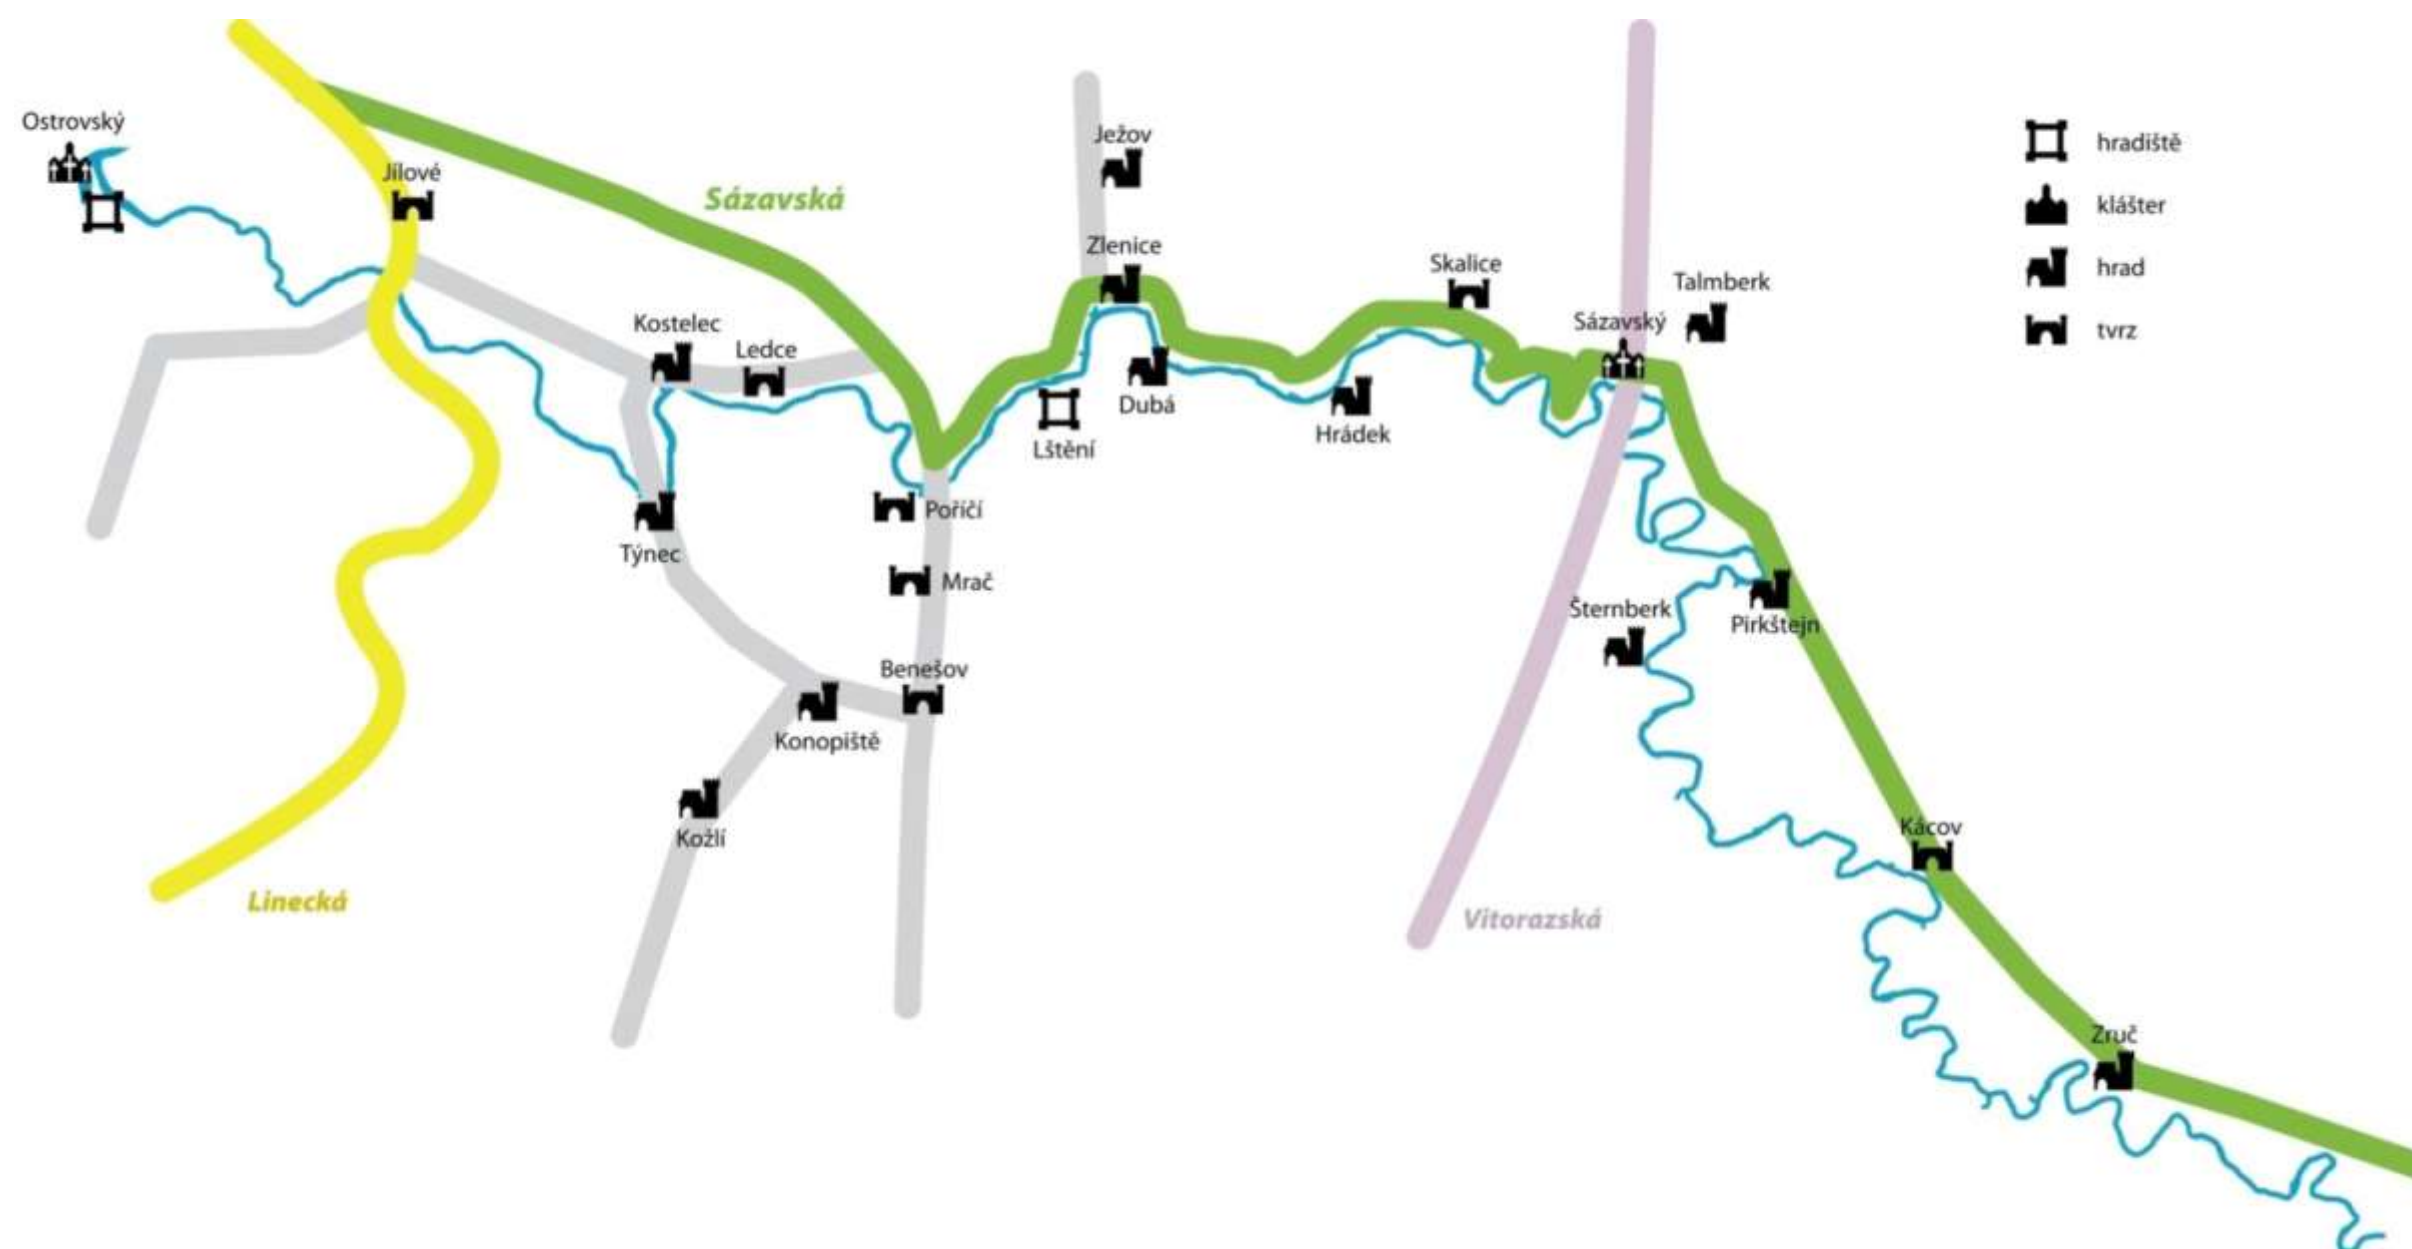 Ostrovský
Jílové
Sázavská
Ježov
Zlenice
Skalice
Talmberk
Sázavský
Kostelec
Ledce
Dubá
Hrádek
Lštění
Poříčí
Týnec
Mrač
Šternberk
Pirkštejn
Benešov
Konopiště
Kožlí
Kácov
Linecká
Vitorazská
Zruč
hradiště
klášter
hrad
tvrz